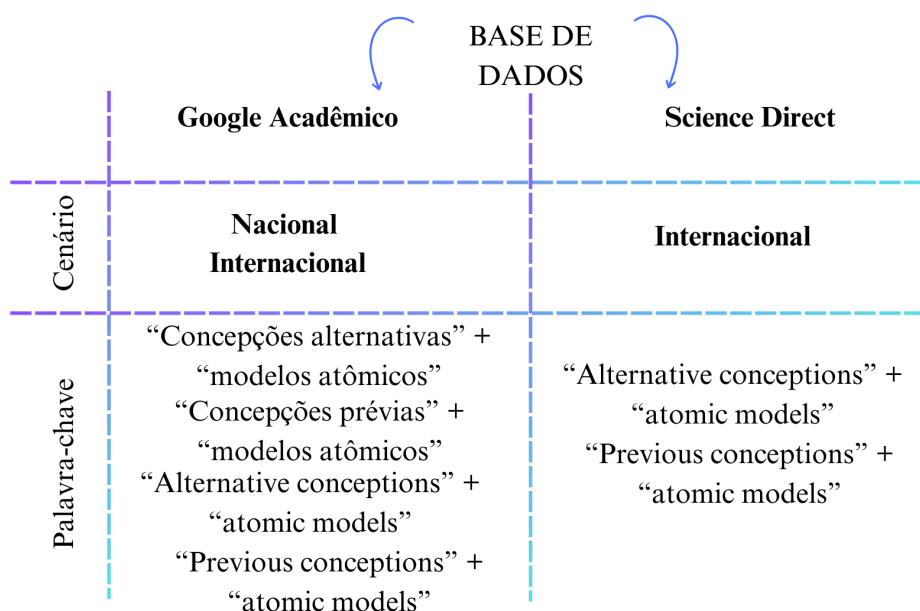 BASE DE
DADOS
Google Acadêmico
Science Direct
Cenário
Nacional
Internacional
Internacional
Palavra-chave
“Concepções alternativas” +
“modelos atômicos”
“Concepções prévias” +
“modelos atômicos”
“Alternative conceptions” +
“atomic models”
“Previous conceptions” +
“atomic models”
“Alternative conceptions” +
“atomic models”
“Previous conceptions” +
“atomic models”